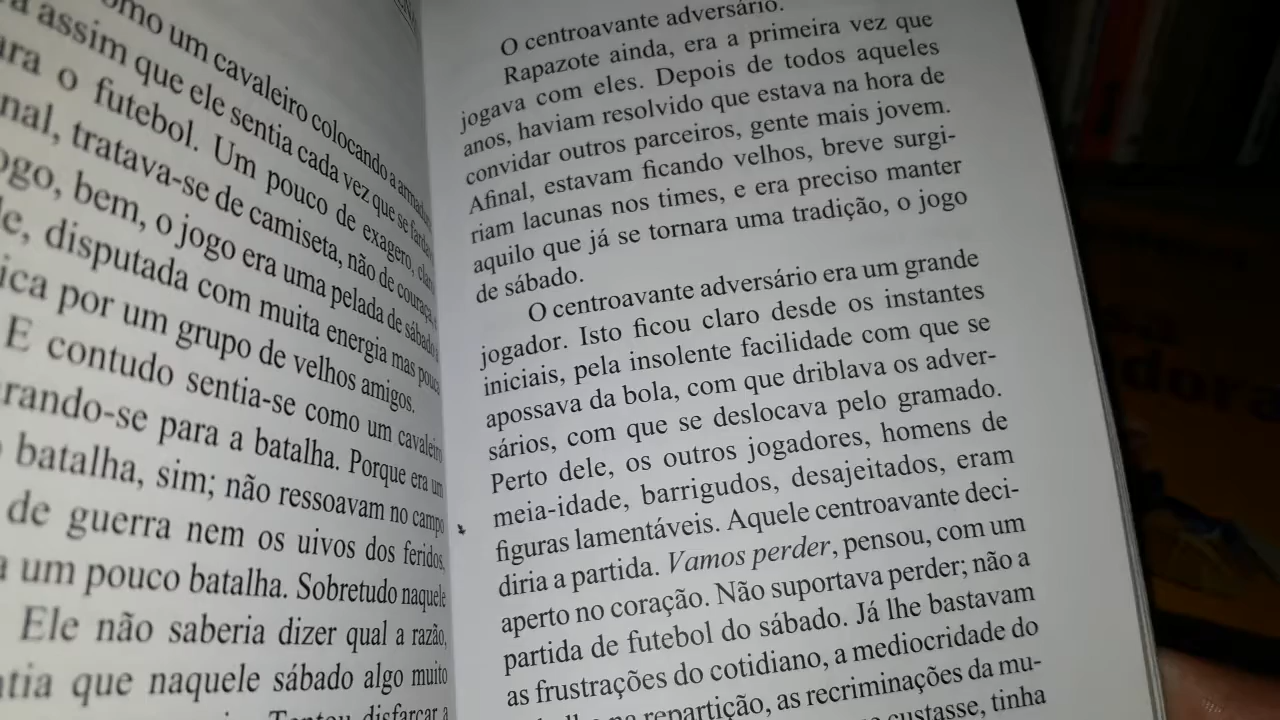 omo um cavaleiro colocando a armadura
assim que ele sentia cada vez que se fardava
ara o futebol. Um pouco de exagero, claro
nal, tratava-se de camiseta, não de couraça, e
ogo, bem, o jogo era uma pelada de sábado à
de, disputada com muita energia mas pouca
ica por um grupo de velhos amigos.
E contudo sentia-se como um cavaleiro
rando-se para a batalha. Porque era um
batalha, sim; não ressoavam no campo
de guerra nem os uivos dos feridos,
a um pouco batalha. Sobretudo naquele
Ele não saberia dizer qual a razão,
ntia que naquele sábado algo muito
Tentou disfarçar a
O centroavante adversário.
Rapazote ainda, era a primeira vez que
jogava com eles. Depois de todos aqueles
anos, haviam resolvido que estava na hora de
convidar outros parceiros, gente mais jovem.
Afinal, estavam ficando velhos, breve surgi-
riam lacunas nos times, e era preciso manter
aquilo que já se tornara uma tradição, o jogo
de sábado.
O centroavante adversário era um grande
jogador. Isto ficou claro desde os instantes
iniciais, pela insolente facilidade com que se
apossava da bola, com que driblava os adver-
sários, com que se deslocava pelo gramado.
Perto dele, os outros jogadores, homens de
meia-idade, barrigudos, desajeitados, eram
figuras lamentáveis. Aquele centroavante deci-
diria a partida. Vamos perder, pensou, com um
aperto no coração. Não suportava perder; não a
partida de futebol do sábado. Já lhe bastavam
as frustrações do cotidiano, a mediocridade do
na repartição, as recriminações da mu-
custasse, tinha